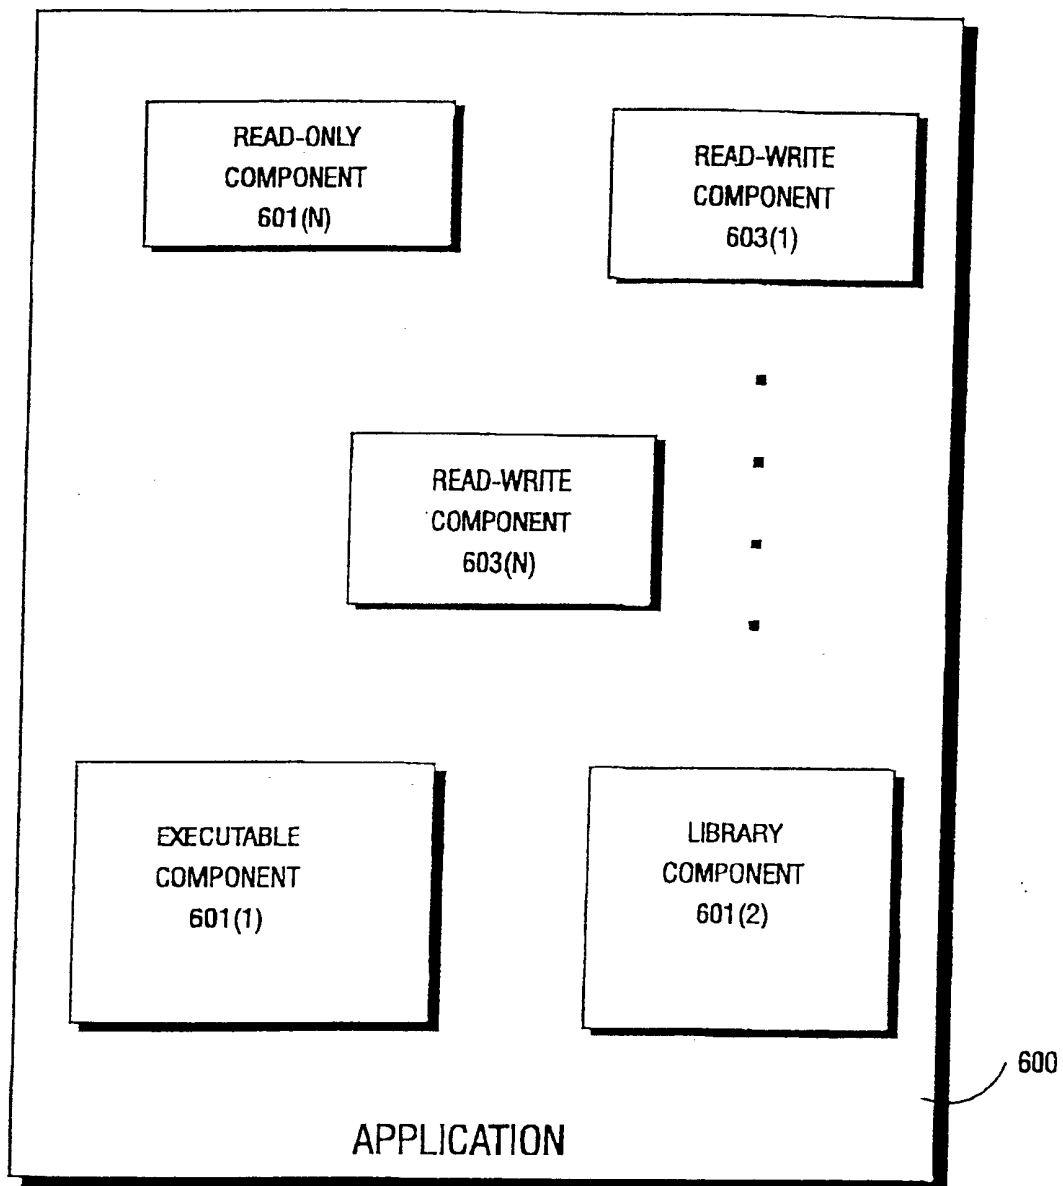 READ-ONLY
COMPONENT
601(N)
READ-WRITE
COMPONENT
603(1)
READ-WRITE
COMPONENT
603(N)
EXECUTABLE
COMPONENT
601(1)
LIBRARY
COMPONENT
601(2)
600
APPLICATION